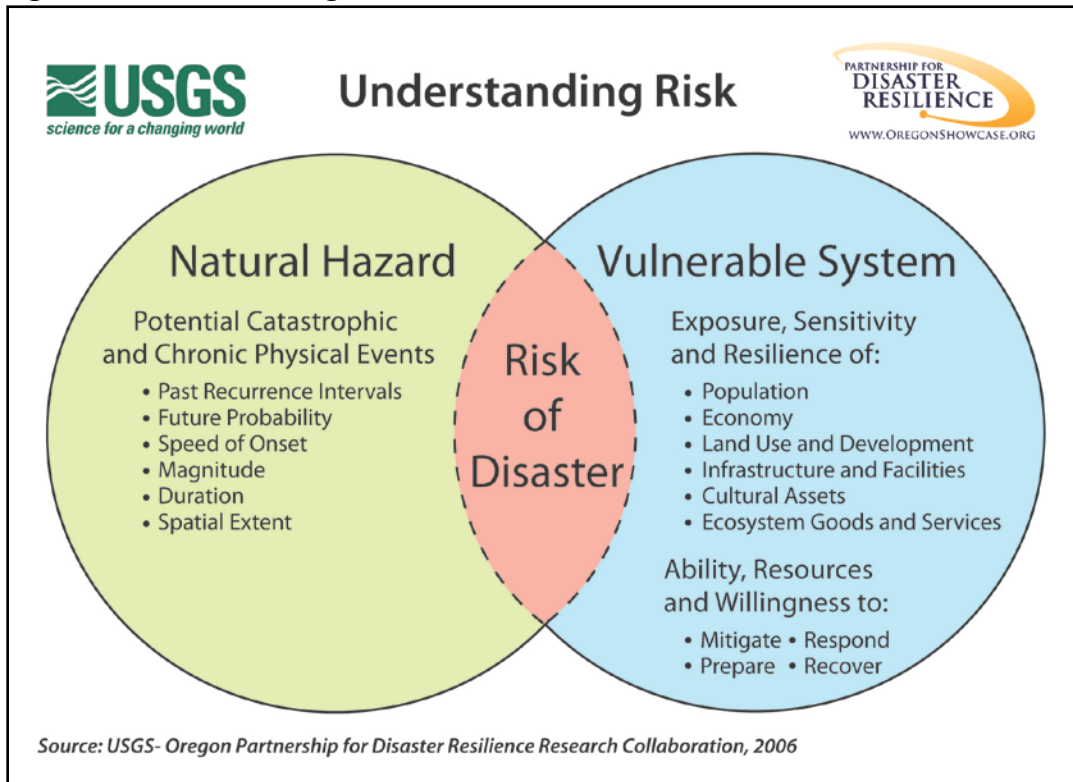 USGS
science for a changing world
Understanding Risk
PARTNERSHIP FOR
DISASTER
RESILIENCE
WWW.OREGONSHOWCASE.ORG
Natural Hazard
Potential Catastrophic
and Chronic Physical Events
• Past Recurrence Intervals
• Future Probability
• Speed of Onset
• Magnitude
• Duration
• Spatial Extent
Risk
of
Disaster
Vulnerable System
Exposure, Sensitivity
and Resilience of:
• Population
• Economy
• Land Use and Development
• Infrastructure and Facilities
• Cultural Assets
• Ecosystem Goods and Services
Ability, Resources
and Willingness to:
• Mitigate • Respond
• Prepare • Recover
Source: USGS- Oregon Partnership for Disaster Resilience Research Collaboration, 2006